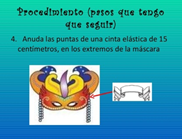 Procedimiento (pasos que tengo
que seguir)
4. Anuda las puntas de una cinta elástica de 15
centímetros, en los extremos de la máscara